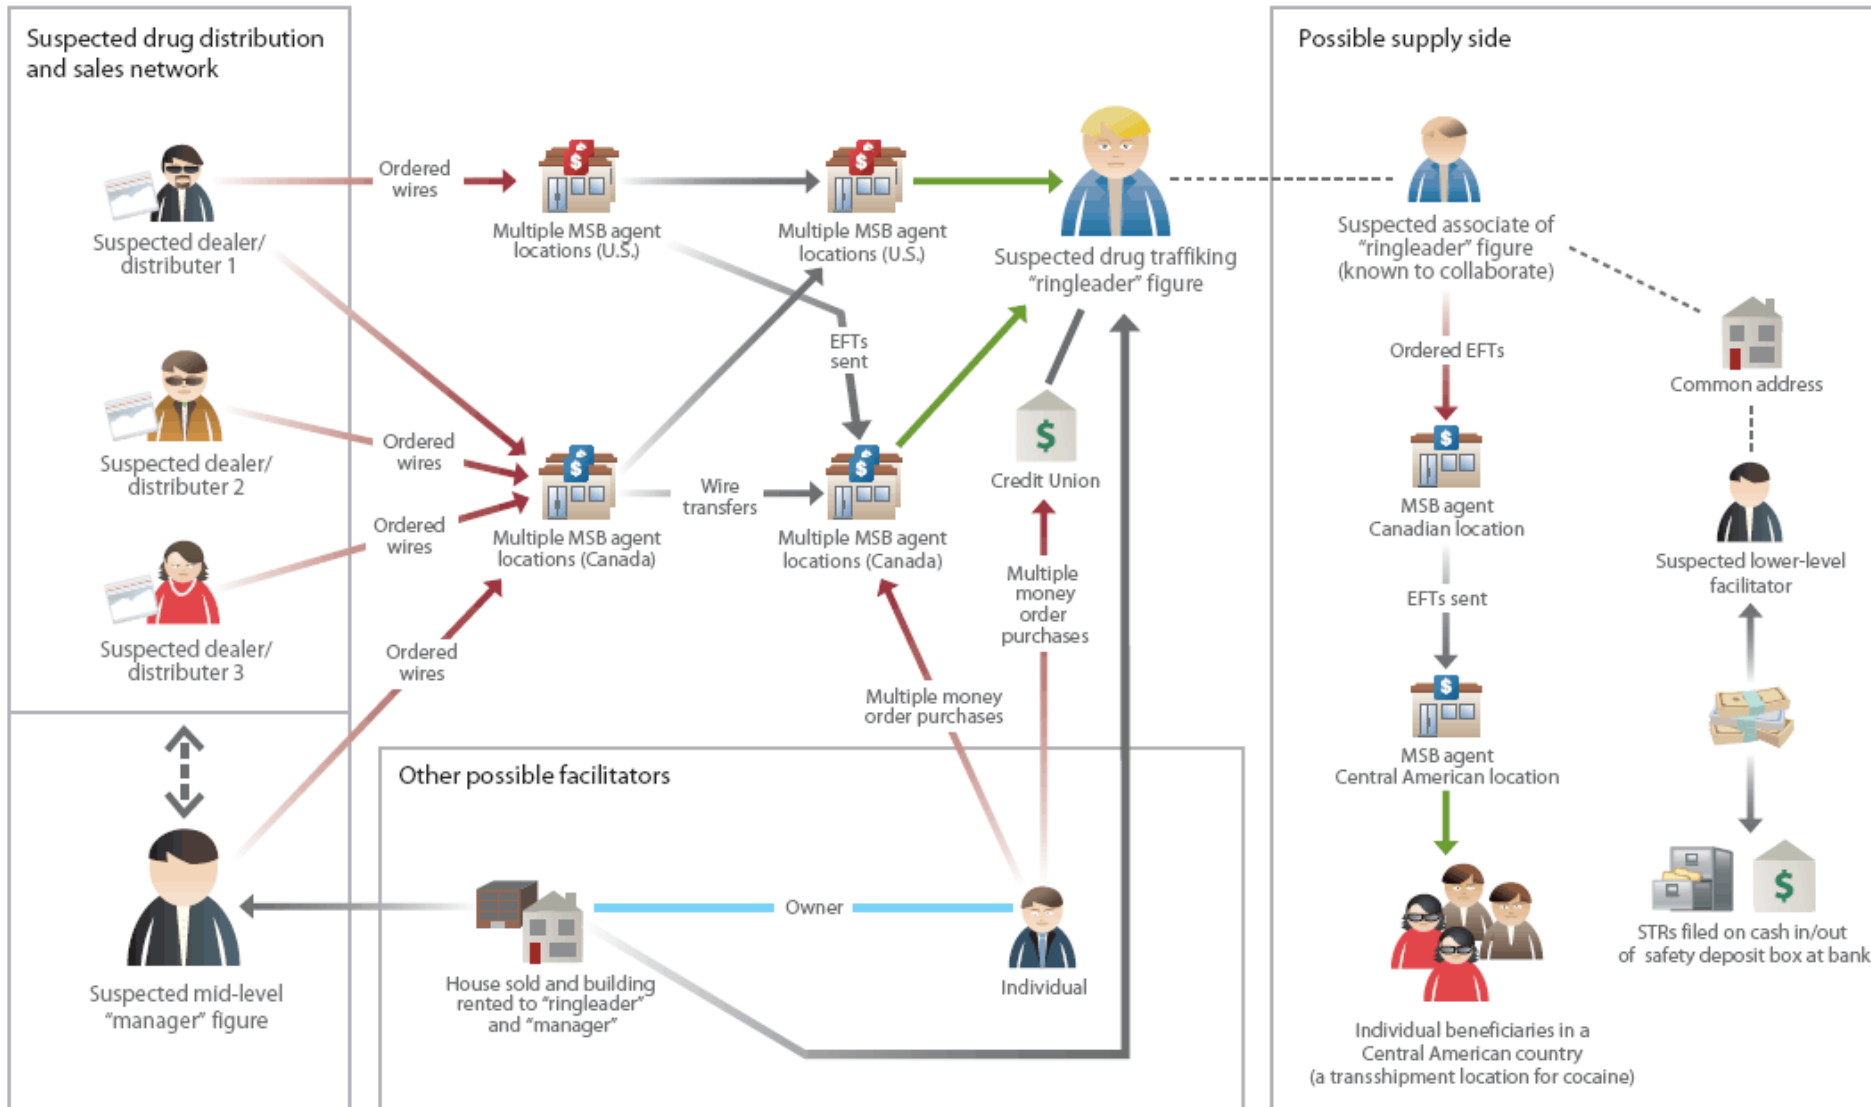 Suspected drug distribution
and sales network
Possible supply side
Suspected dealer/
distributer 1
Ordered
wires
Multiple MSB agent
locations (U.S.)
Multiple MSB agent
locations (U.S.)
Suspected drug traffiking
“ringleader” figure
Suspected associate of
“ringleader” figure
(known to collaborate)
EFTs
sent
Ordered EFTs
Common address
Suspected dealer/
distributer 2
Ordered
wires
Ordered
wires
Multiple MSB agent
locations (Canada)
Wire
transfers
Multiple MSB agent
locations (Canada)
$
Credit Union
MSB agent
Canadian location
Suspected lower-level
facilitator
Suspected dealer/
distributer 3
Ordered
wires
Multiple
money
order
purchases
EFTs sent
Multiple money
order purchases
MSB agent
Central American location
Other possible facilitators
Owner
Suspected mid-level
“manager” figure
House sold and building
rented to “ringleader”
and “manager”
Individual
$
STRs filed on cash in/out
of safety deposit box at bank
Individual beneficiaries in a
Central American country
(a transshipment location for cocaine)